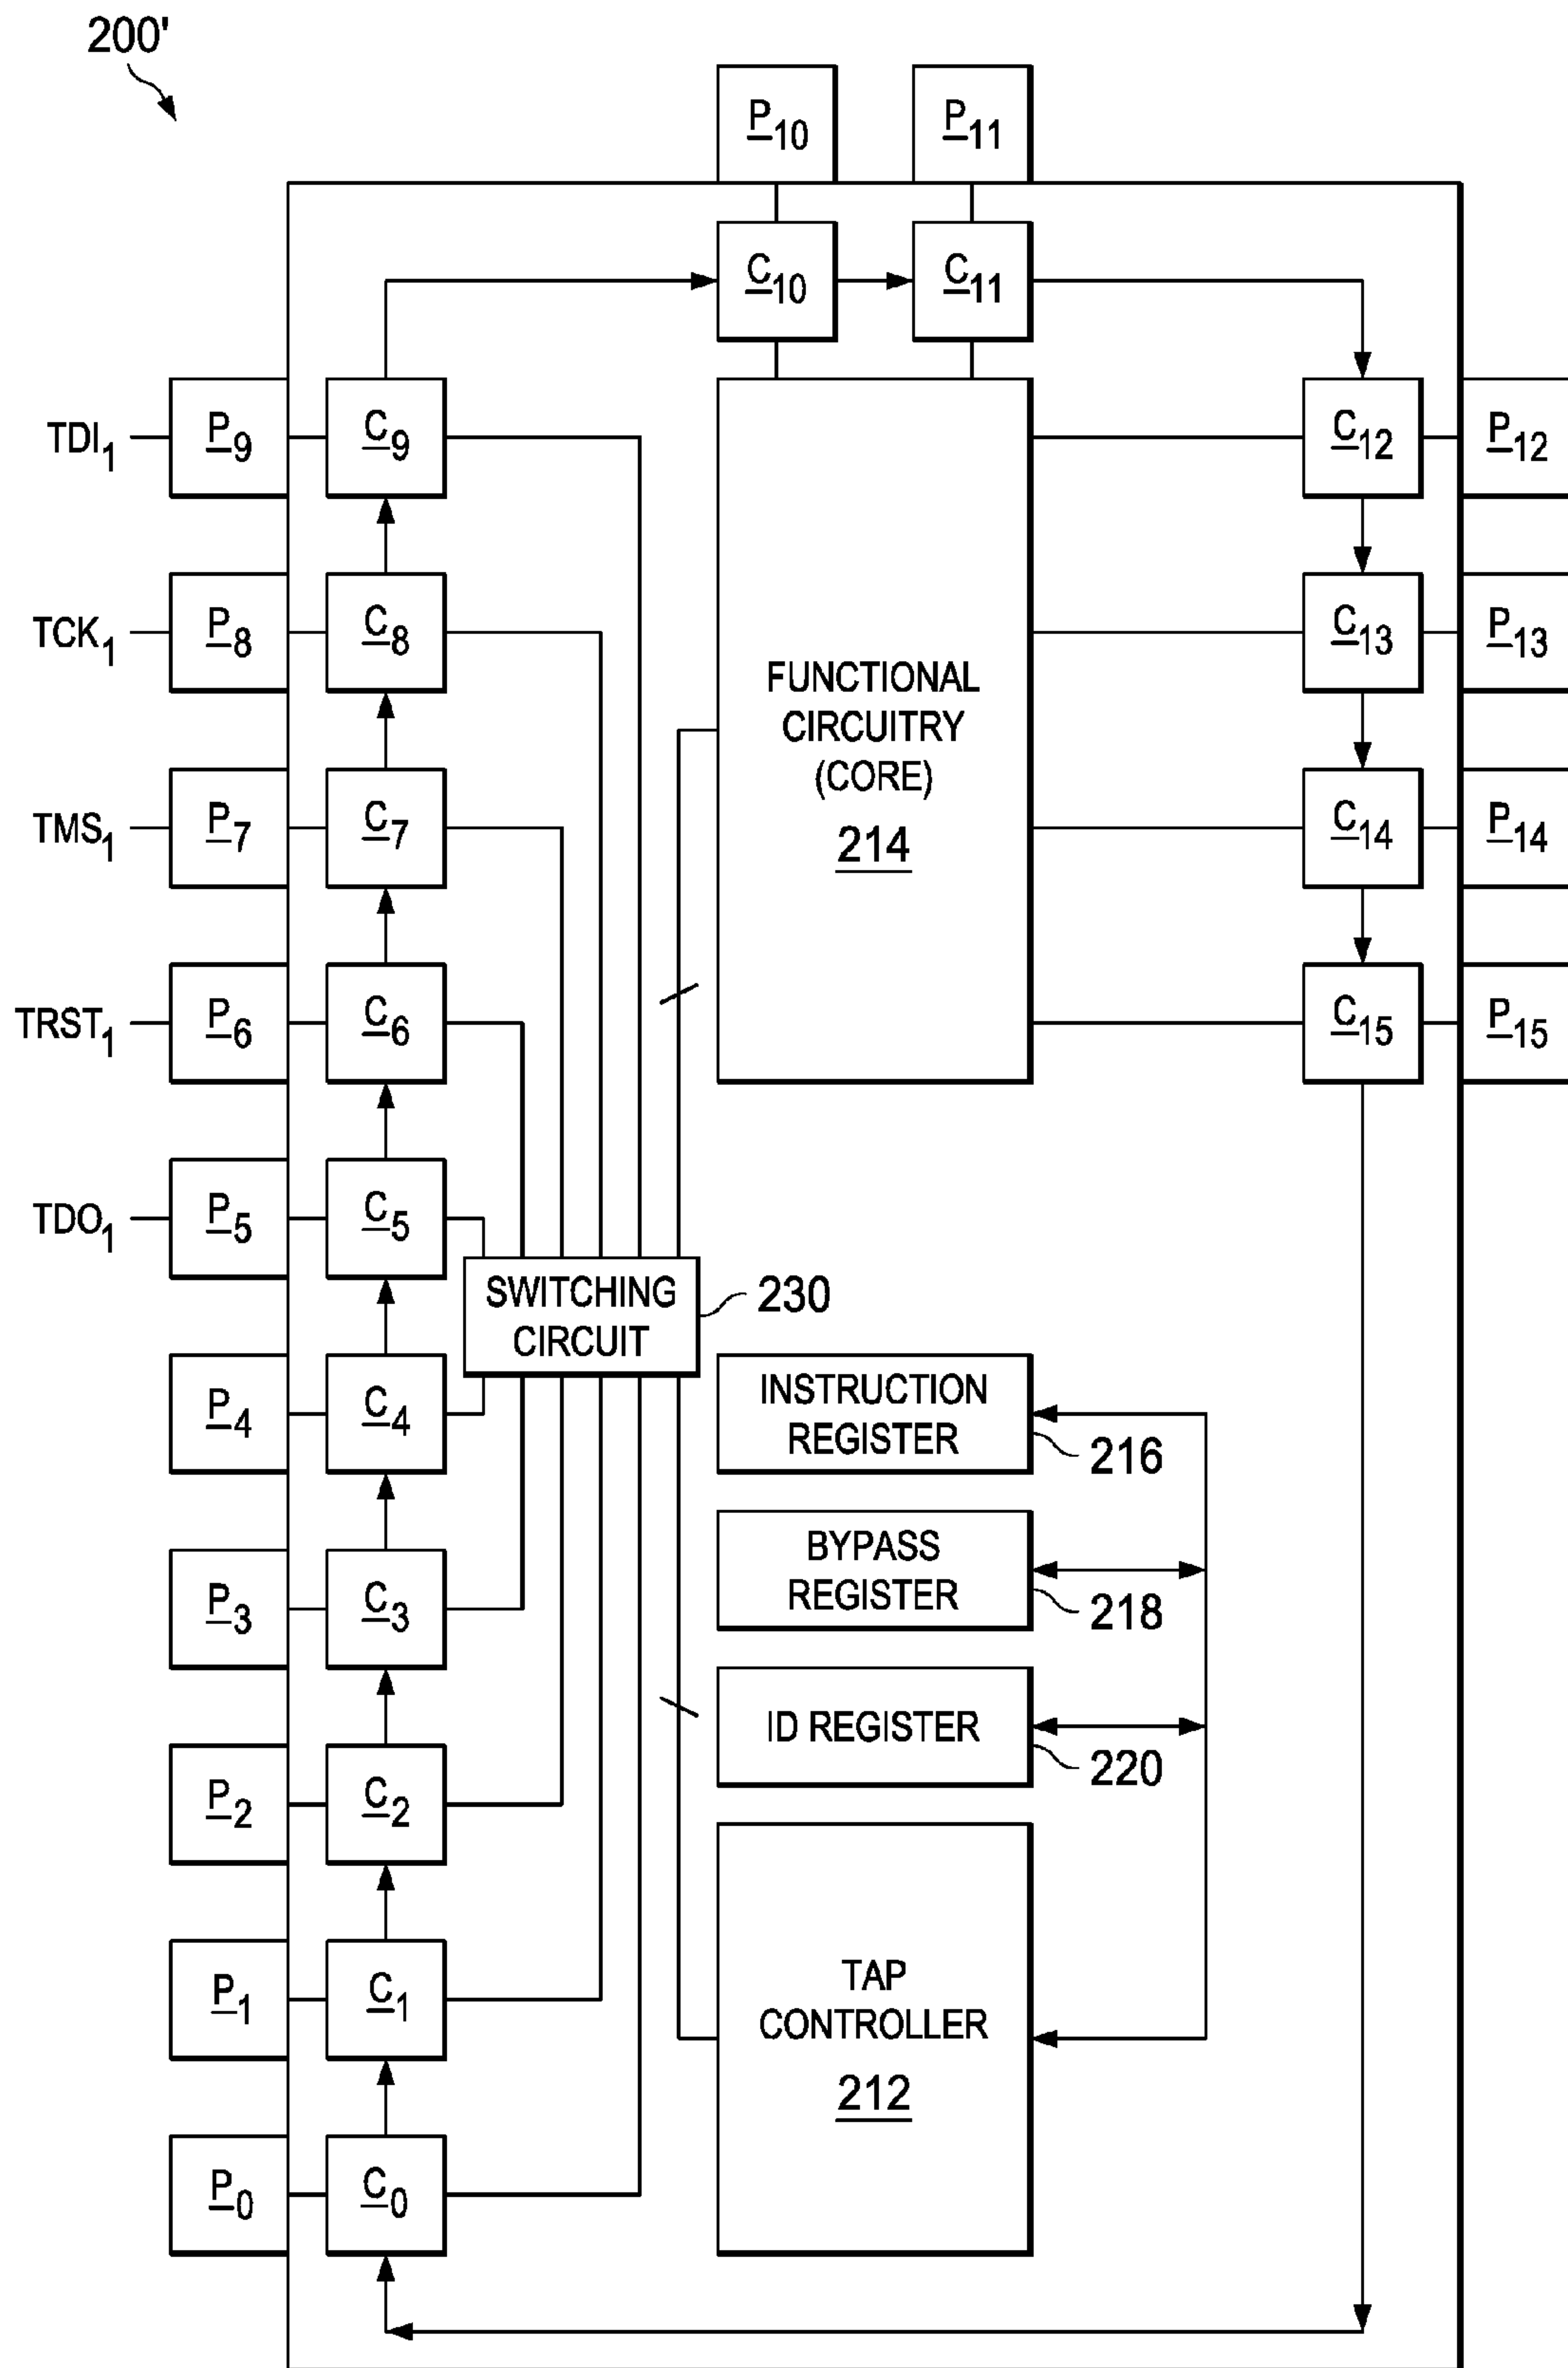 200'
P10 P11
C10 C11
TDI1 P9 C9 C12 P12
TCK1 P8 C8 C13 P13
FUNCTIONAL
CIRCUITRY
(CORE)
214
TMS1 P7 C7 C14 P14
TRST1 P6 C6 C15 P15
TDO1 P5 C5
SWITCHING
CIRCUIT
230
P4 C4
INSTRUCTION
REGISTER
216
P3 C3
BYPASS
REGISTER
218
P2 C2
ID REGISTER
220
P1 C1
TAP
CONTROLLER
212
P0 C0